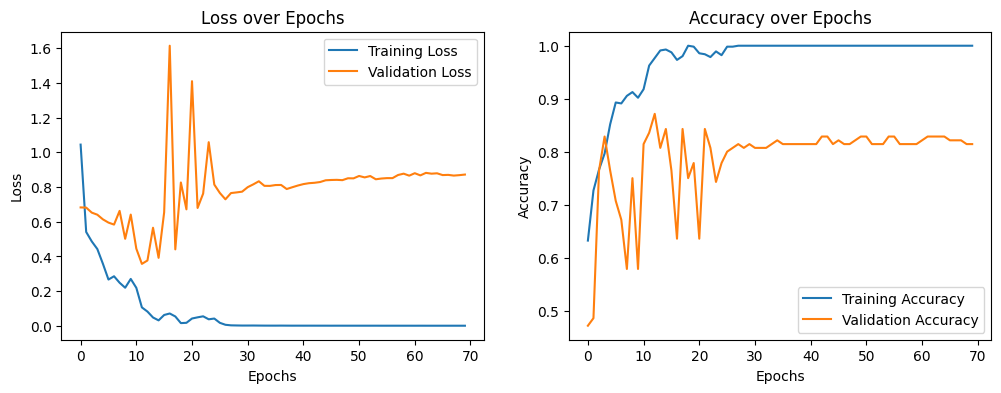 Loss over Epochs
Training Loss
Validation Loss
1.6
1.4
1.2
1.0
0.8
0.6
0.4
0.2
0.0
Loss
0 10 20 30 40 50 60 70
Epochs
Accuracy over Epochs
1.0
0.9
0.8
0.7
0.6
0.5
Accuracy
Training Accuracy
Validation Accuracy
0 10 20 30 40 50 60 70
Epochs